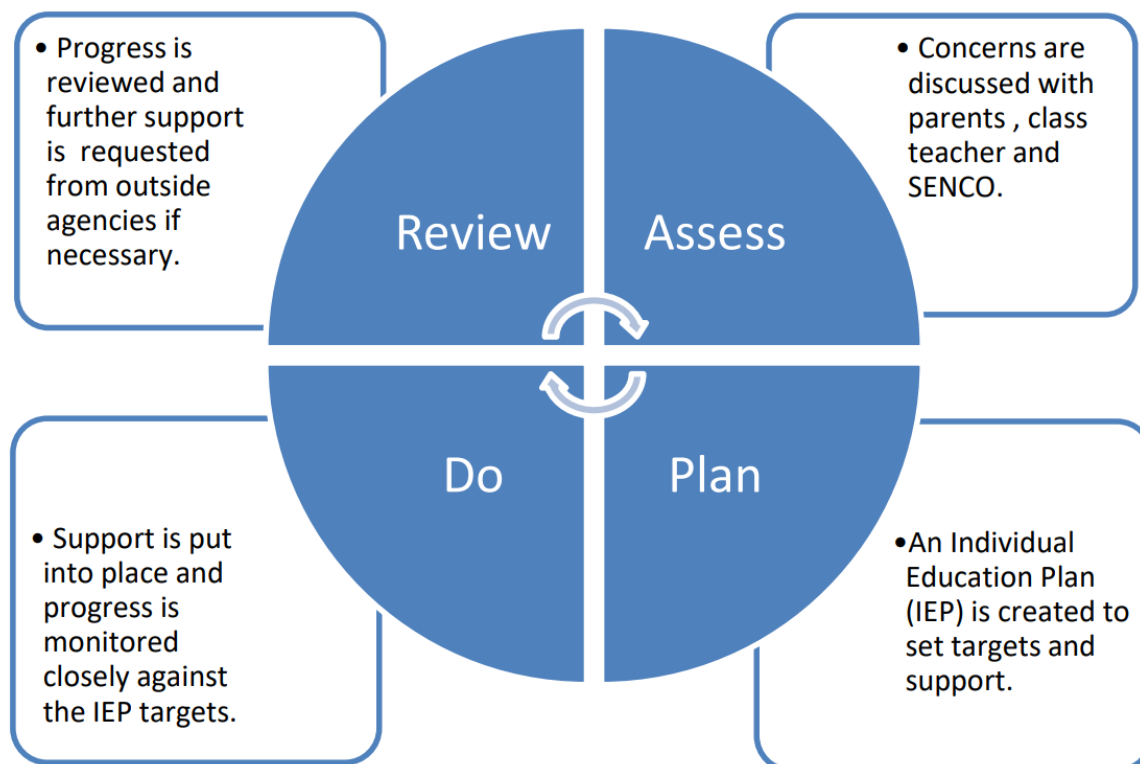 • Progress is
reviewed and
further support
is requested
from outside
agencies if
necessary.
• Concerns are
discussed with
parents , class
teacher and
SENCO.
Review
Assess
Do
Plan
• Support is put
into place and
progress is
monitored
closely against
the IEP targets.
•An Individual
Education Plan
(IEP) is created to
set targets and
support.